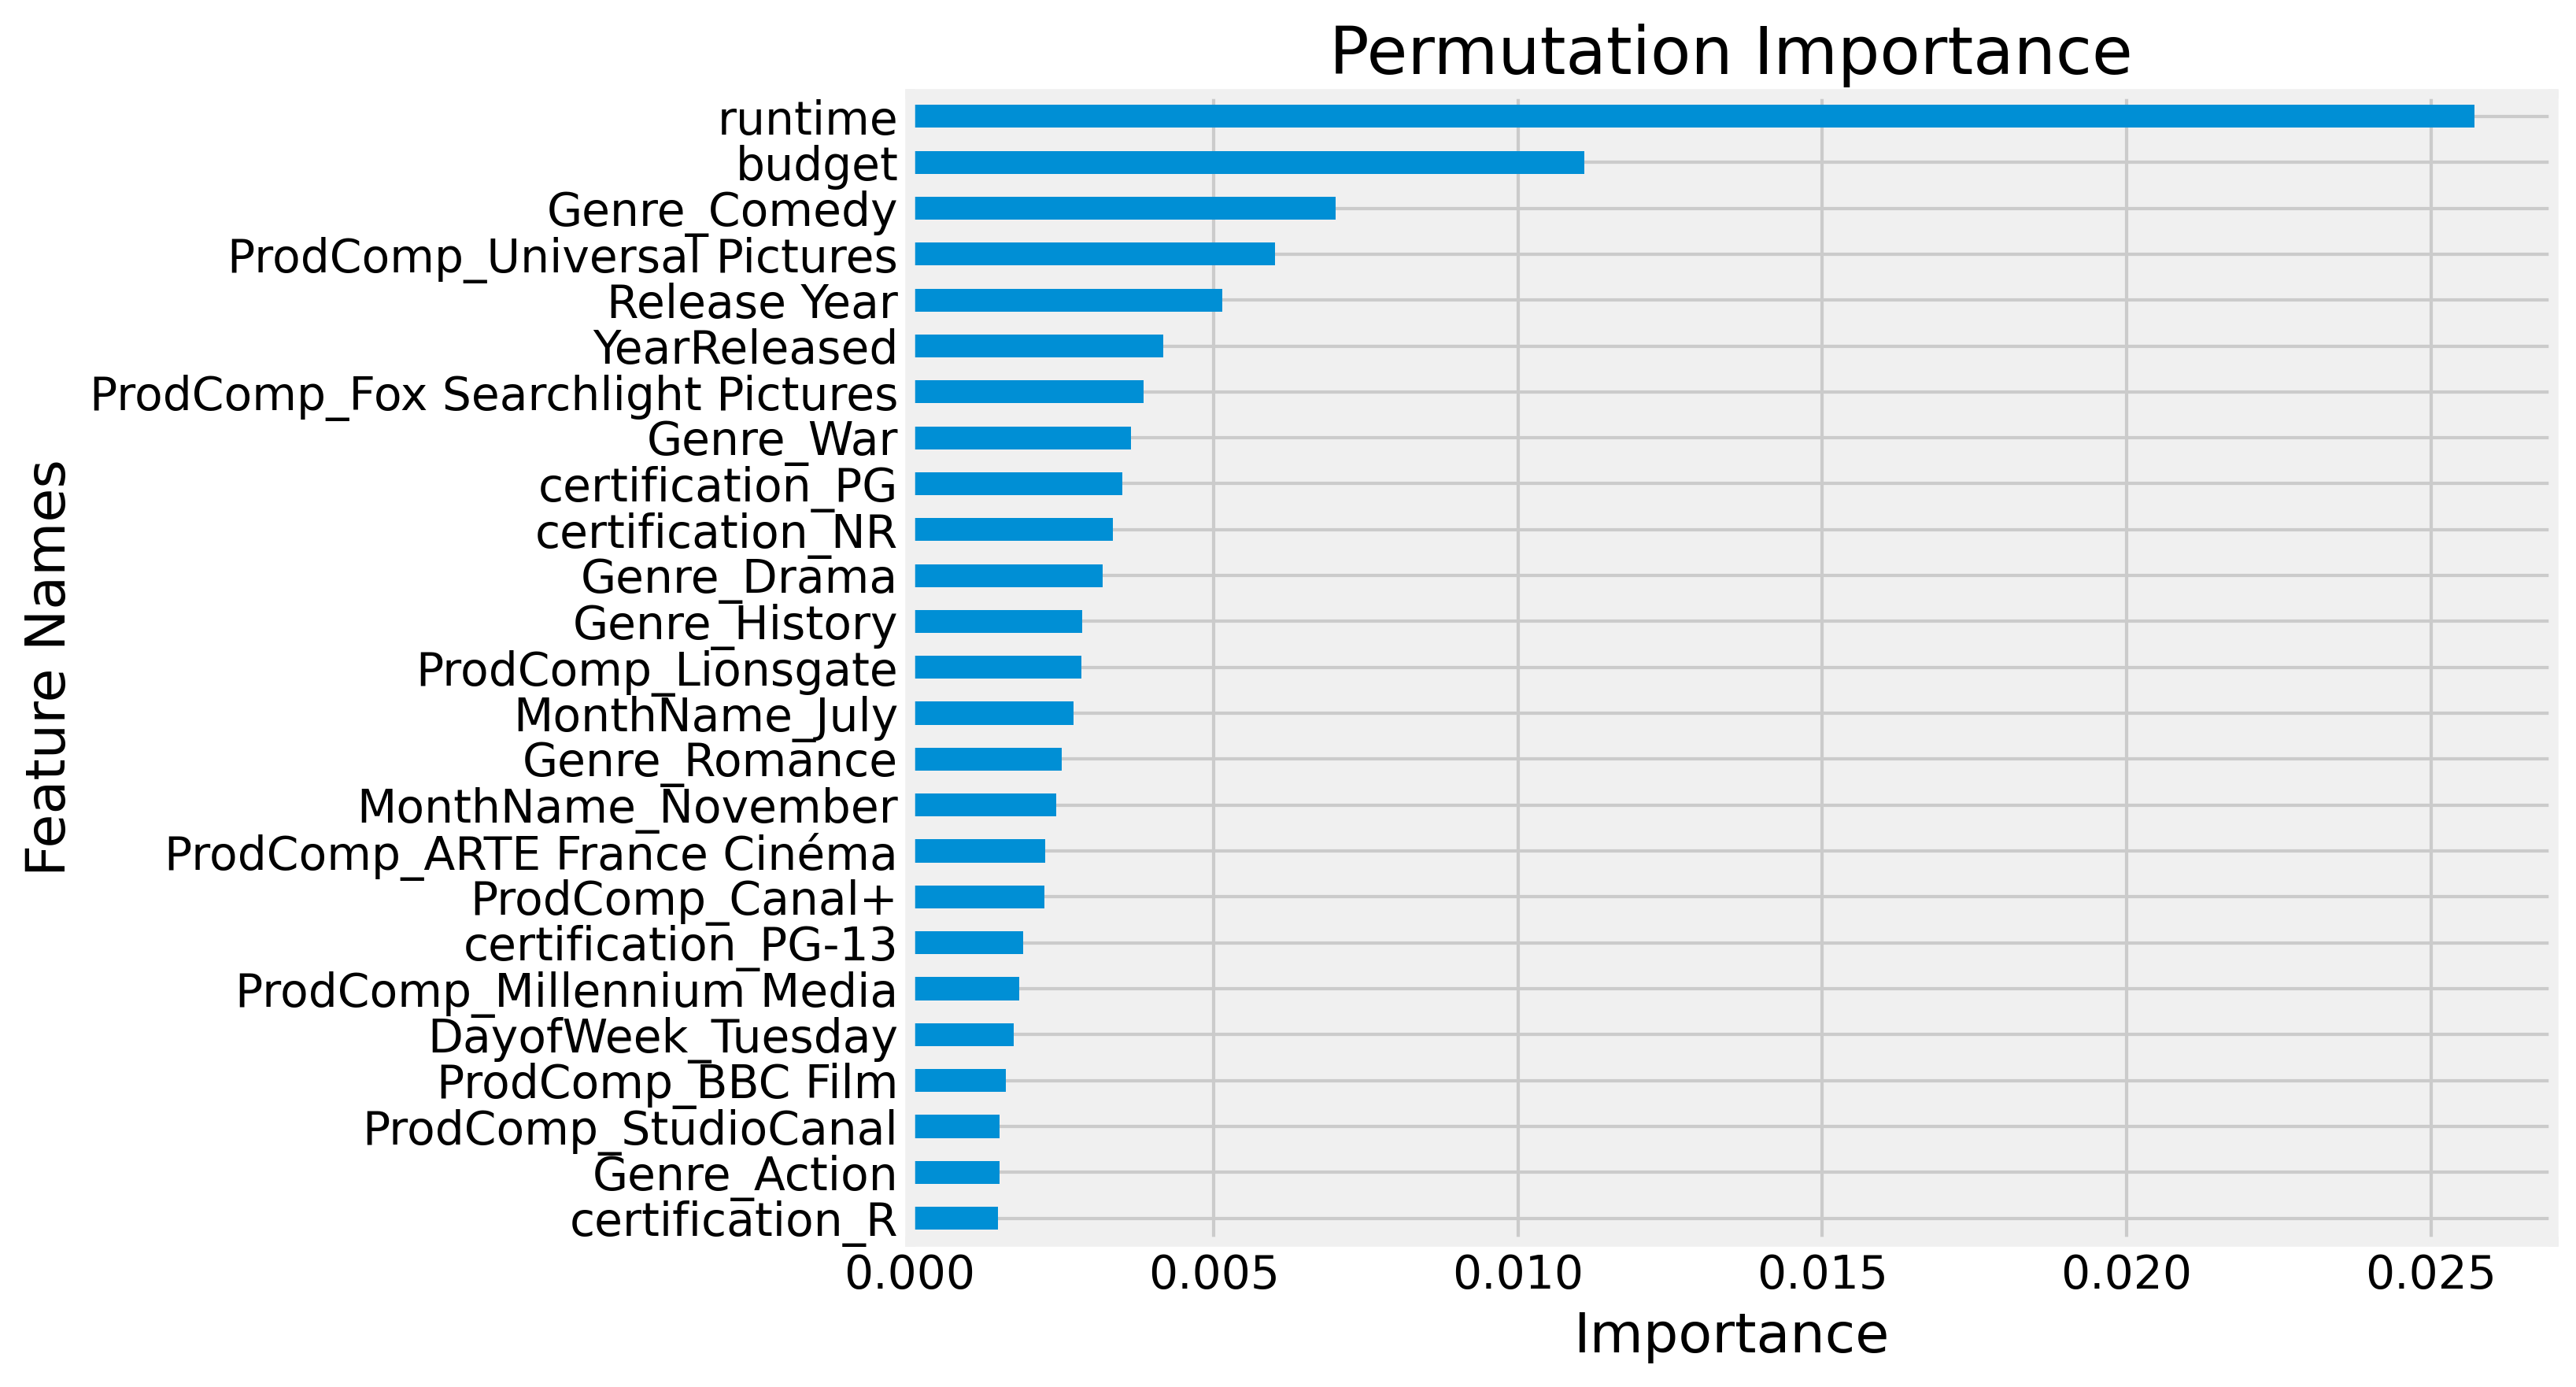 Permutation Importance
runtime
budget
Genre_Comedy
ProdComp_Universal Pictures
Release Year
YearReleased
ProdComp_Fox Searchlight Pictures
Genre_War
certification_PG
certification_NR
Genre_Drama
Genre_History
ProdComp_Lionsgate
MonthName_July
Genre_Romance
MonthName_November
ProdComp_ARTE France Cinéma
ProdComp_Canal+
certification_PG-13
ProdComp_Millennium Media
DayofWeek_Tuesday
ProdComp_BBC Film
ProdComp_StudioCanal
Genre_Action
certification_R
Feature Names
0.000 0.005 0.010 0.015 0.020 0.025
Importance